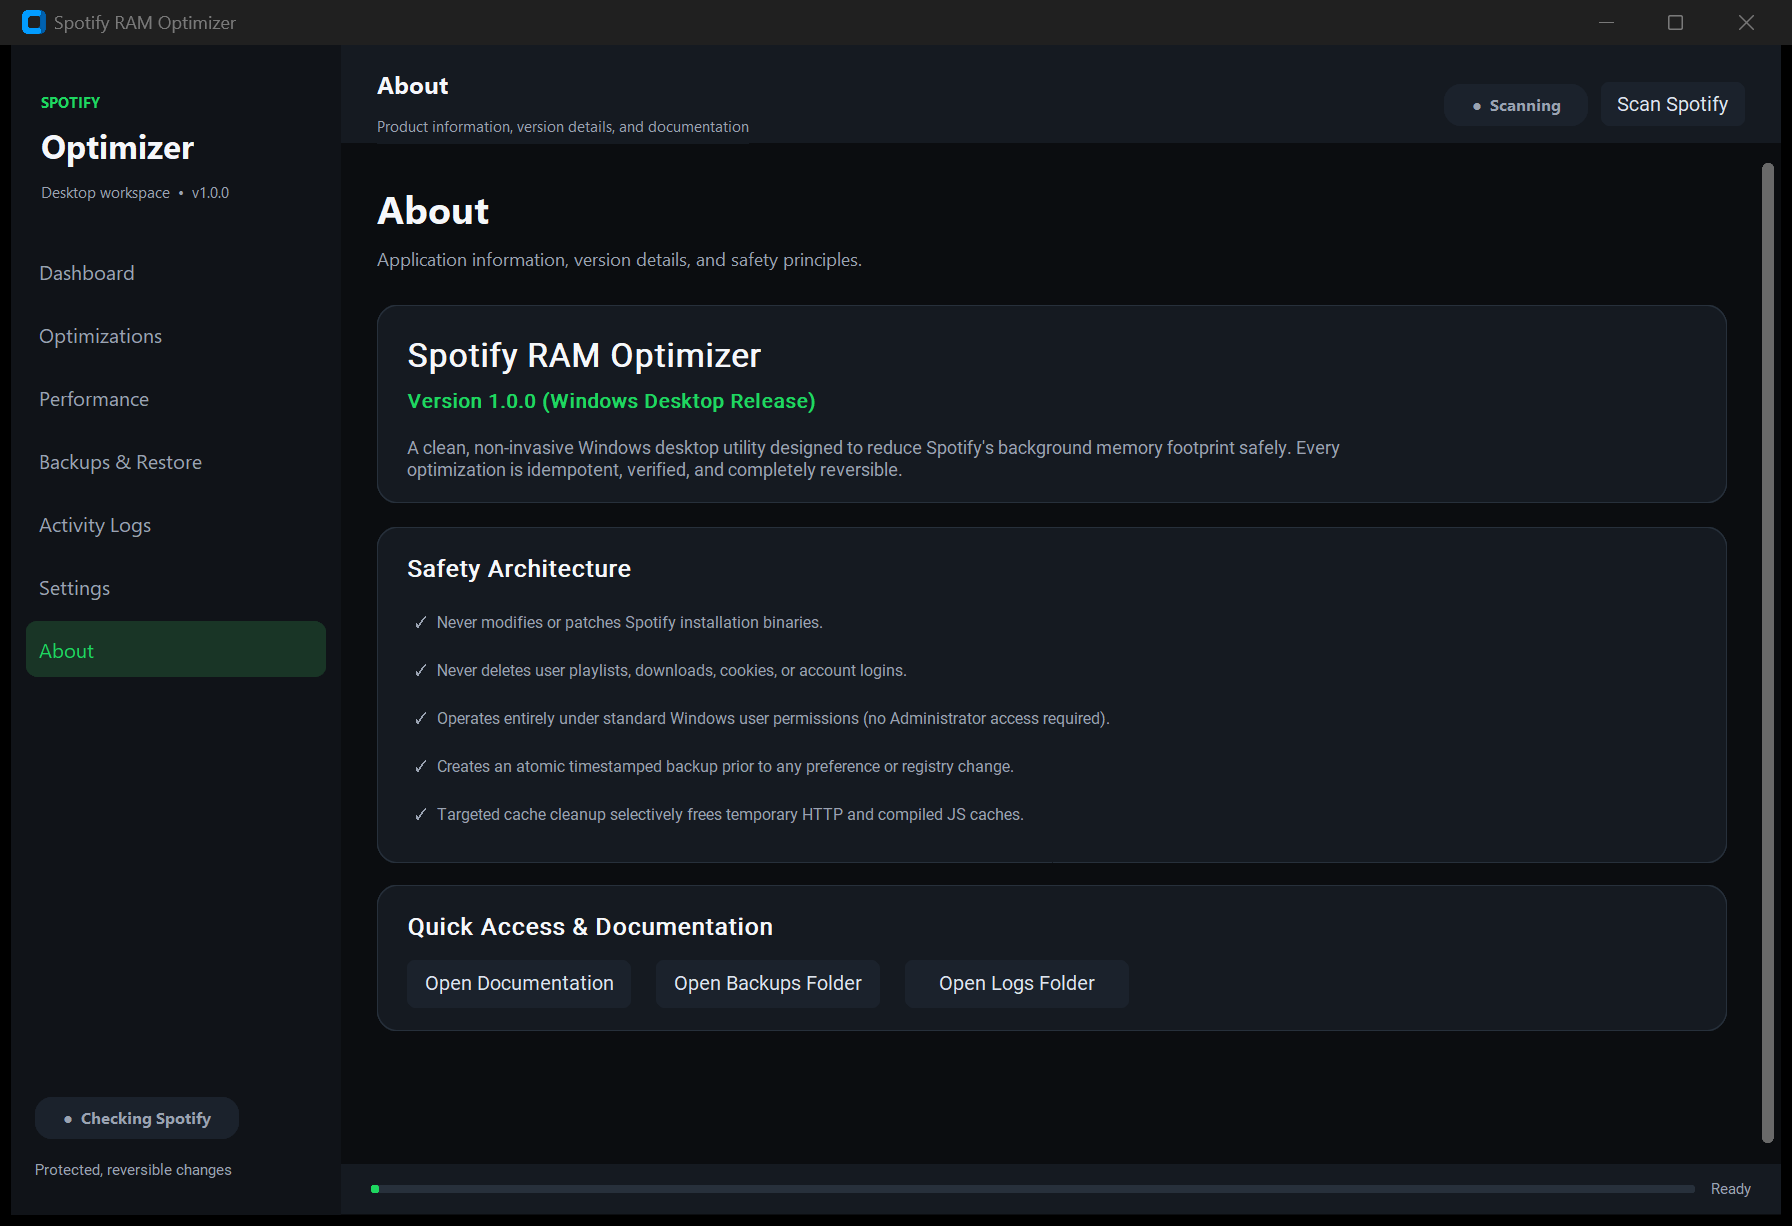 Spotify RAM Optimizer
SPOTIFY
Optimizer
Desktop workspace • v1.0.0
Dashboard
Optimizations
Performance
Backups & Restore
Activity Logs
Settings
About
● Checking Spotify
Protected, reversible changes
About
Product information, version details, and documentation
● Scanning
Scan Spotify
About
Application information, version details, and safety principles.
Spotify RAM Optimizer
Version 1.0.0 (Windows Desktop Release)
A clean, non-invasive Windows desktop utility designed to reduce Spotify's background memory footprint safely. Every
optimization is idempotent, verified, and completely reversible.
Safety Architecture
✓ Never modifies or patches Spotify installation binaries.
✓ Never deletes user playlists, downloads, cookies, or account logins.
✓ Operates entirely under standard Windows user permissions (no Administrator access required).
✓ Creates an atomic timestamped backup prior to any preference or registry change.
✓ Targeted cache cleanup selectively frees temporary HTTP and compiled JS caches.
Quick Access & Documentation
Open Documentation
Open Backups Folder
Open Logs Folder
Ready